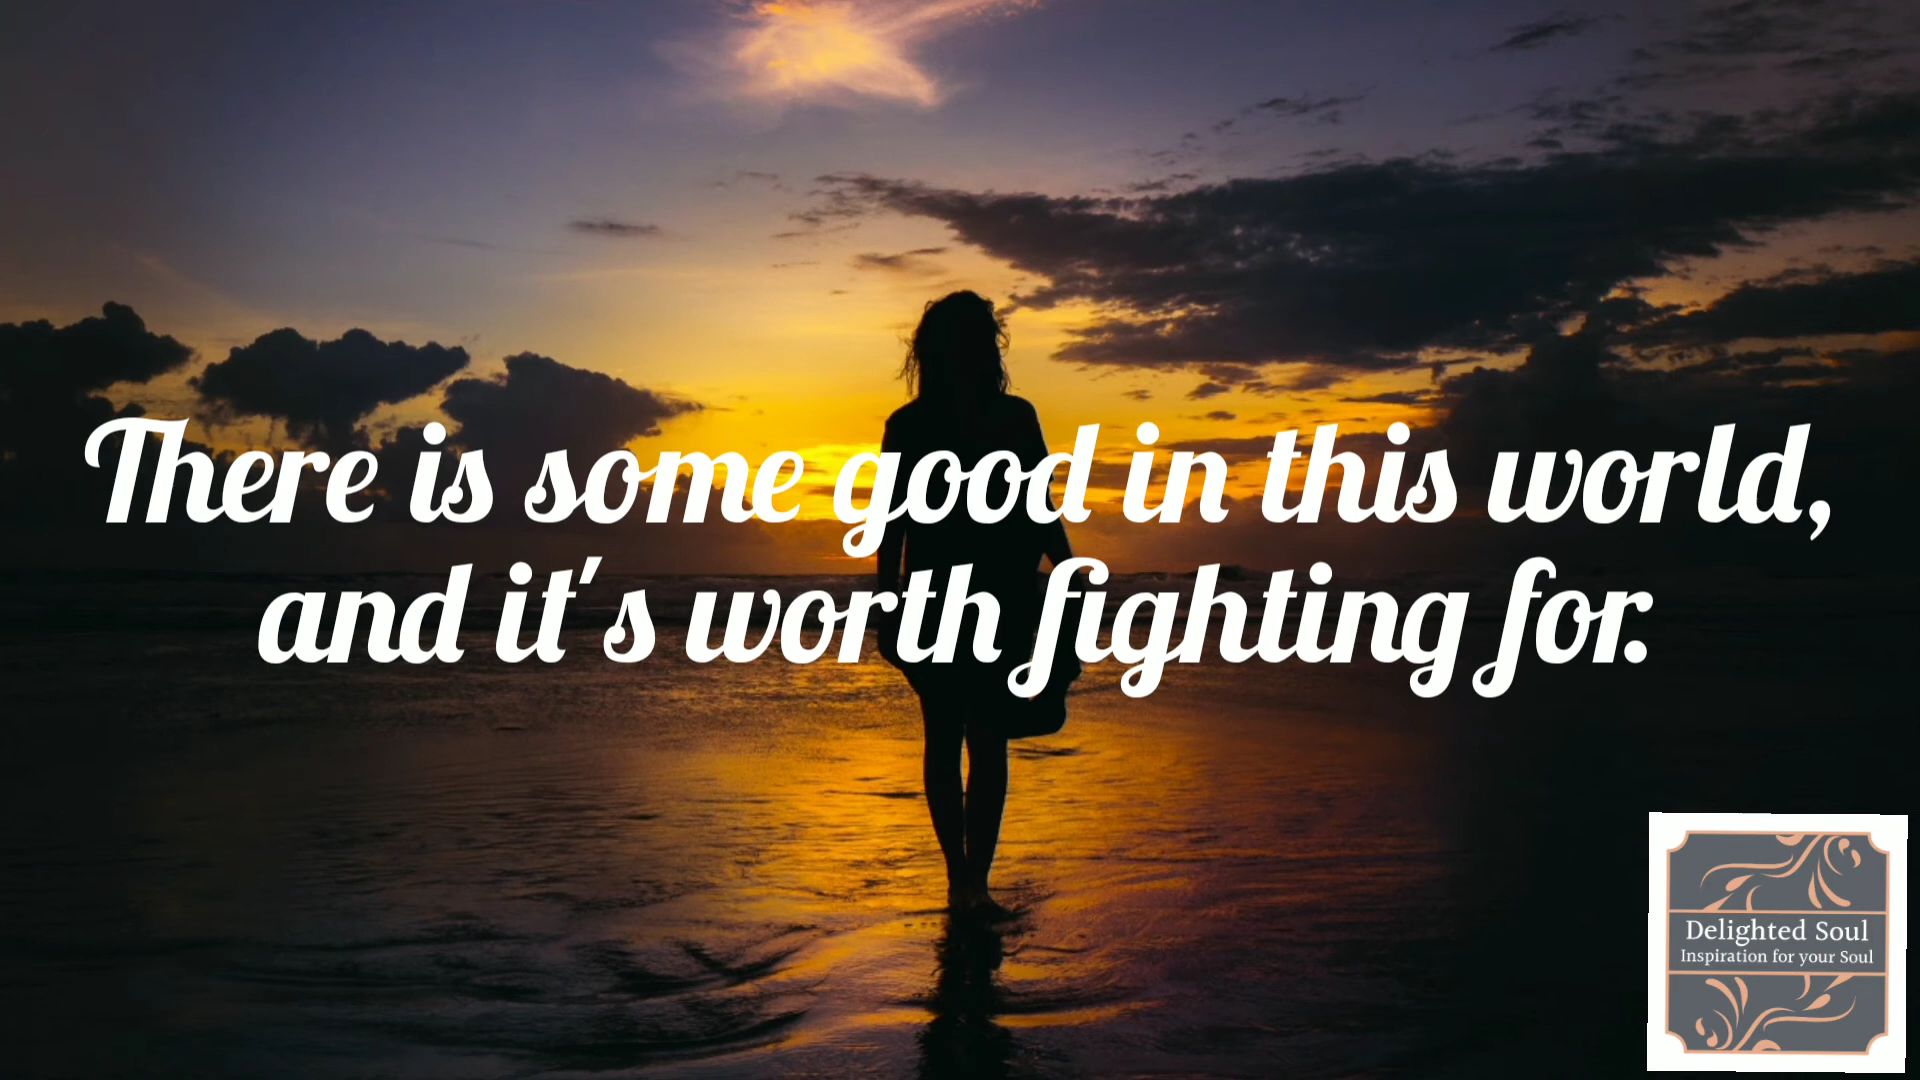 There is some good in this world,
and it's worth fighting for.
Delighted Soul
Inspiration for your Soul